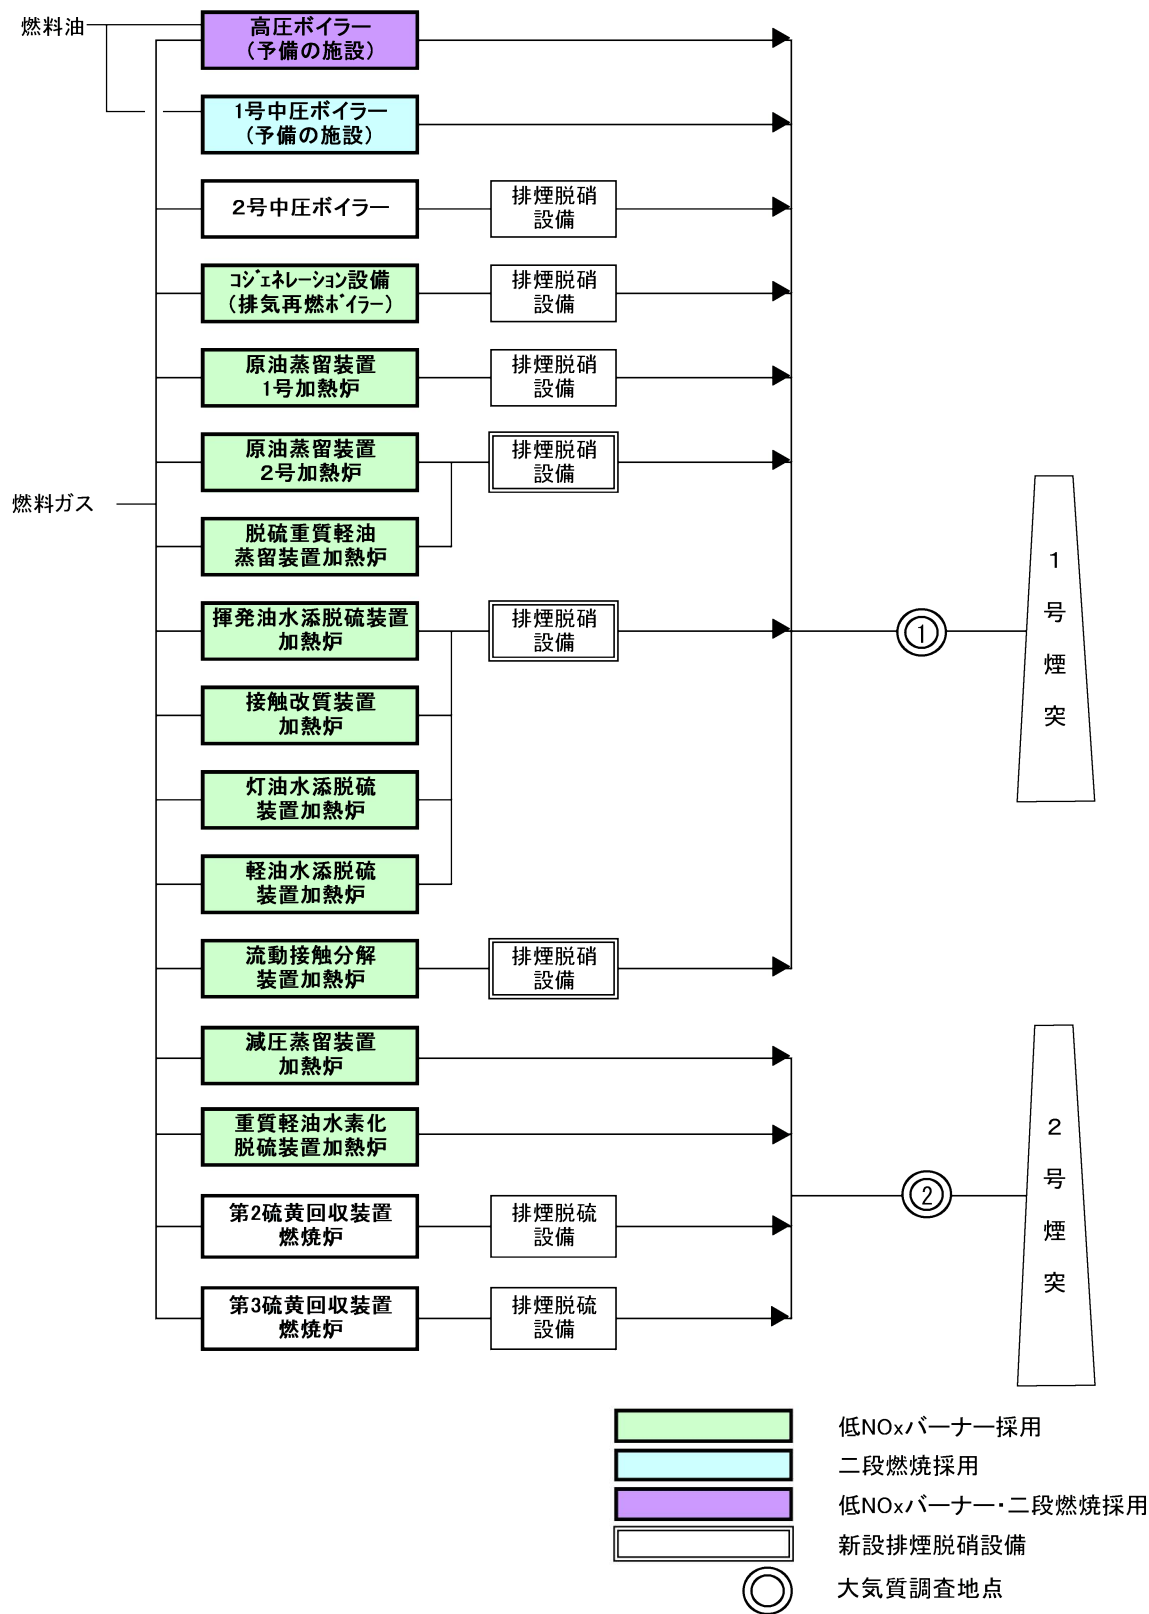 燃料油
高圧ボイラー
（予備の施設）
1号中圧ボイラー
（予備の施設）
2号中圧ボイラー
排煙脱硝
設備
ｺｼﾞｪﾈﾚｰｼｮﾝ設備
（排気再燃ﾎﾞｲﾗｰ）
排煙脱硝
設備
原油蒸留装置
1号加熱炉
排煙脱硝
設備
原油蒸留装置
2号加熱炉
排煙脱硝
設備
燃料ガス
脱硫重質軽油
蒸留装置加熱炉
揮発油水添脱硫装置
加熱炉
排煙脱硝
設備
接触改質装置
加熱炉
灯油水添脱硫
装置加熱炉
軽油水添脱硫
装置加熱炉
流動接触分解
装置加熱炉
排煙脱硝
設備
①
1号煙突
減圧蒸留装置
加熱炉
重質軽油水素化
脱硫装置加熱炉
第2硫黄回収装置
燃焼炉
排煙脱硫
設備
第3硫黄回収装置
燃焼炉
排煙脱硫
設備
②
2号煙突
低NOxバーナー採用
二段燃焼採用
低NOxバーナー・二段燃焼採用
新設排煙脱硝設備
大気質調査地点